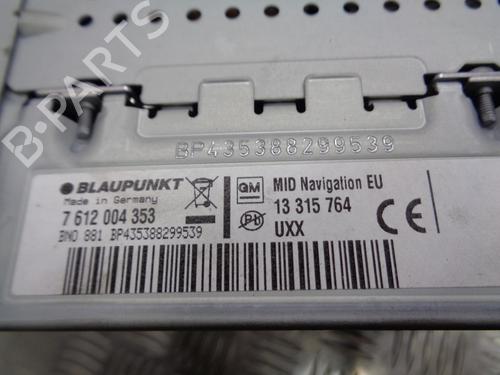 BP435388299539
BLAUPUNKT
Made in Germany
7 612 004 353
BNO 881 BP435388299539
GM
MID Navigation EU
13 315 764
UXX
Pb
CE
B-PARTS